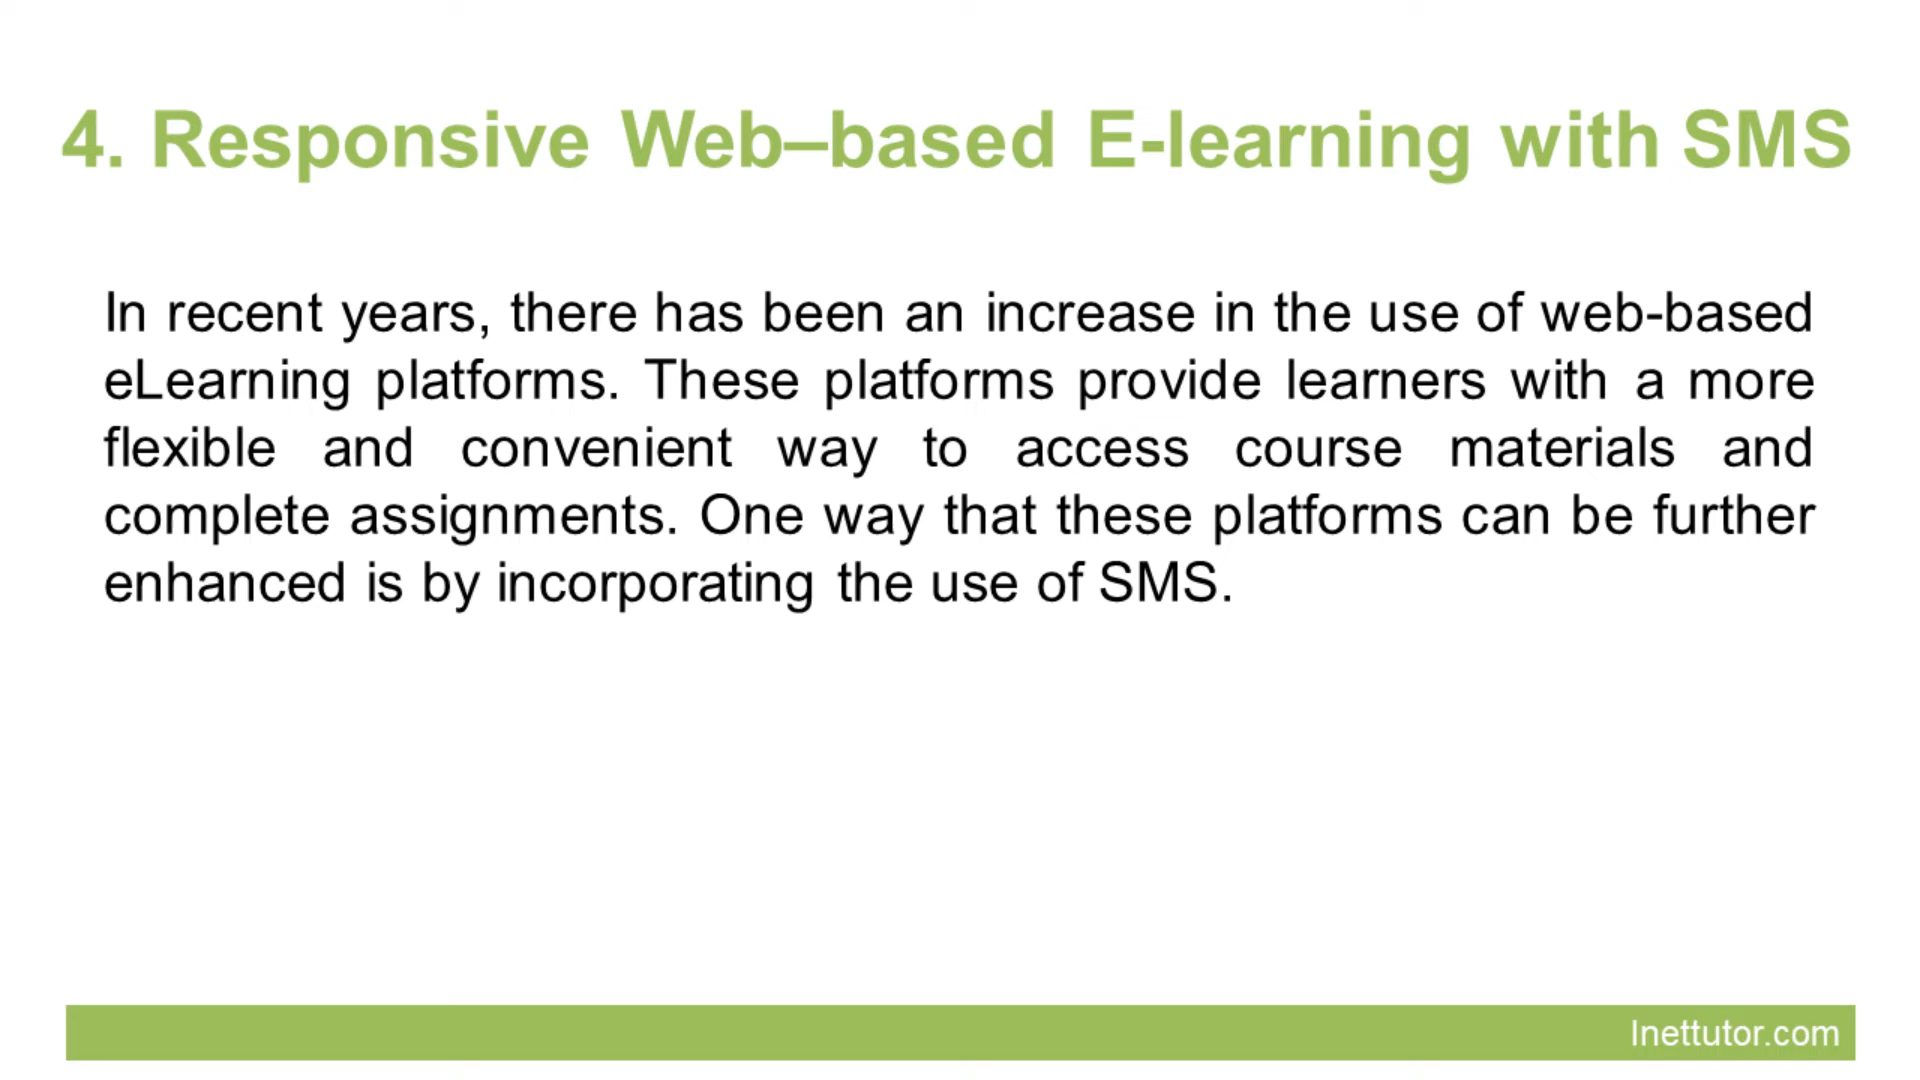 4. Responsive Web–based E-learning with SMS
In recent years, there has been an increase in the use of web-based
eLearning platforms. These platforms provide learners with a more
flexible and convenient way to access course materials and
complete assignments. One way that these platforms can be further
enhanced is by incorporating the use of SMS.
Inettutor.com